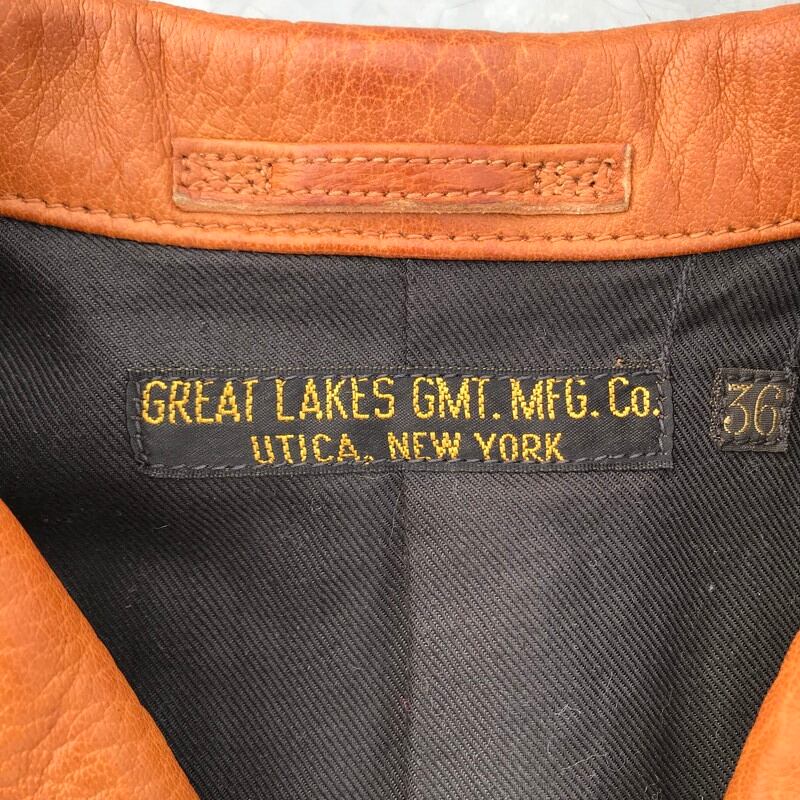 GREAT LAKES GMT. MFG. Co.
UTICA, NEW YORK
36